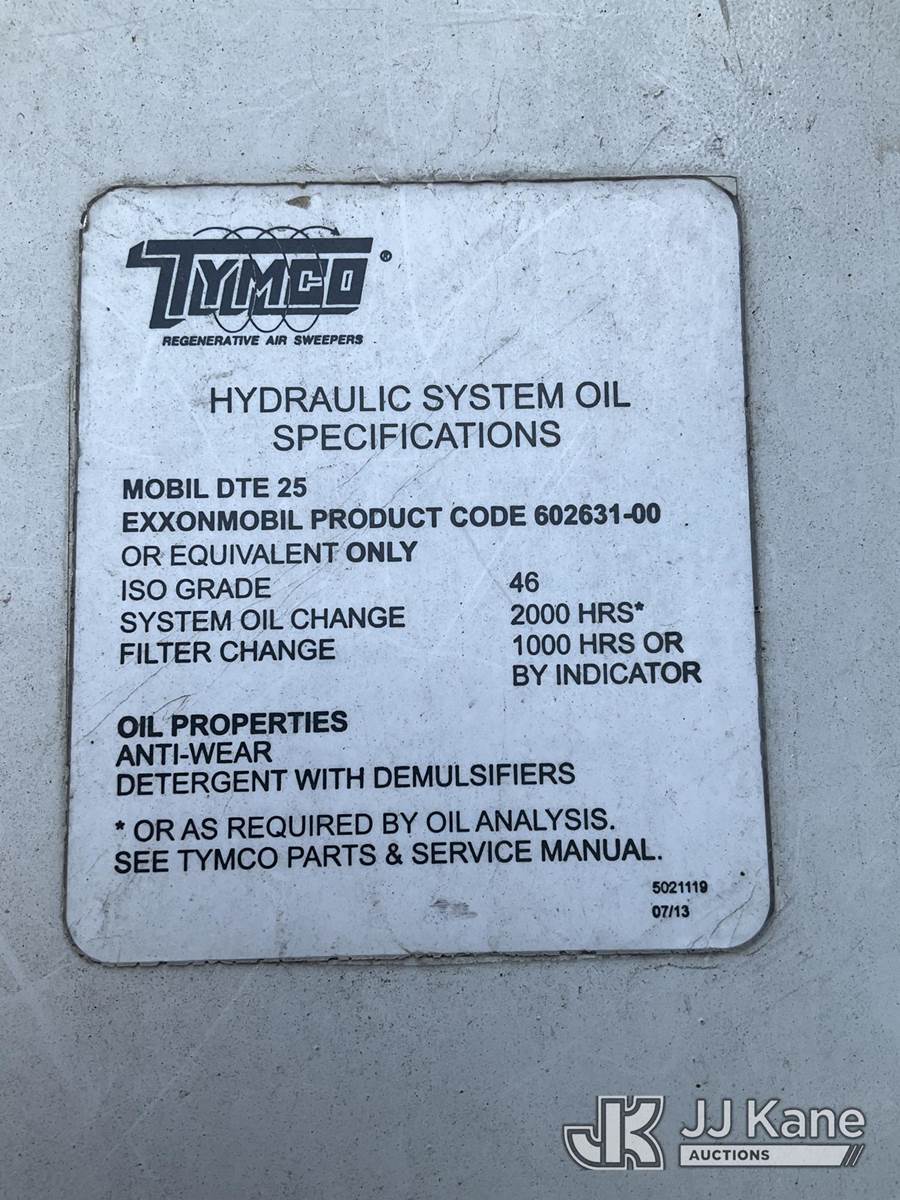 TYMCO®
REGENERATIVE AIR SWEEPERS
HYDRAULIC SYSTEM OIL
SPECIFICATIONS
MOBIL DTE 25
EXXONMOBIL PRODUCT CODE 602631-00
OR EQUIVALENT ONLY
ISO GRADE 46
SYSTEM OIL CHANGE 2000 HRS*
FILTER CHANGE 1000 HRS OR
BY INDICATOR
OIL PROPERTIES
ANTI-WEAR
DETERGENT WITH DEMULSIFIERS
* OR AS REQUIRED BY OIL ANALYSIS.
SEE TYMCO PARTS & SERVICE MANUAL.
5021119
07/13
JK JJ Kane
AUCTIONS